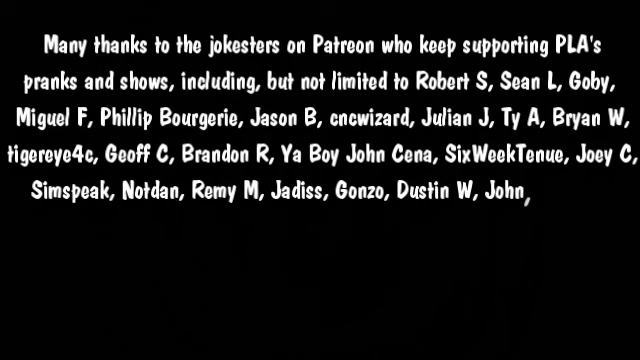 Many thanks to the jokesters on Patreon who keep supporting PLA's
pranks and shows, including, but not limited to Robert S, Sean L, Goby,
Miguel F, Phillip Bourgerie, Jason B, cncwizard, Julian J, Ty A, Bryan W,
tigereye4c, Geoff C, Brandon R, Ya Boy John Cena, SixWeekTenue, Joey C,
Simspeak, Notdan, Remy M, Jadiss, Gonzo, Dustin W, John,